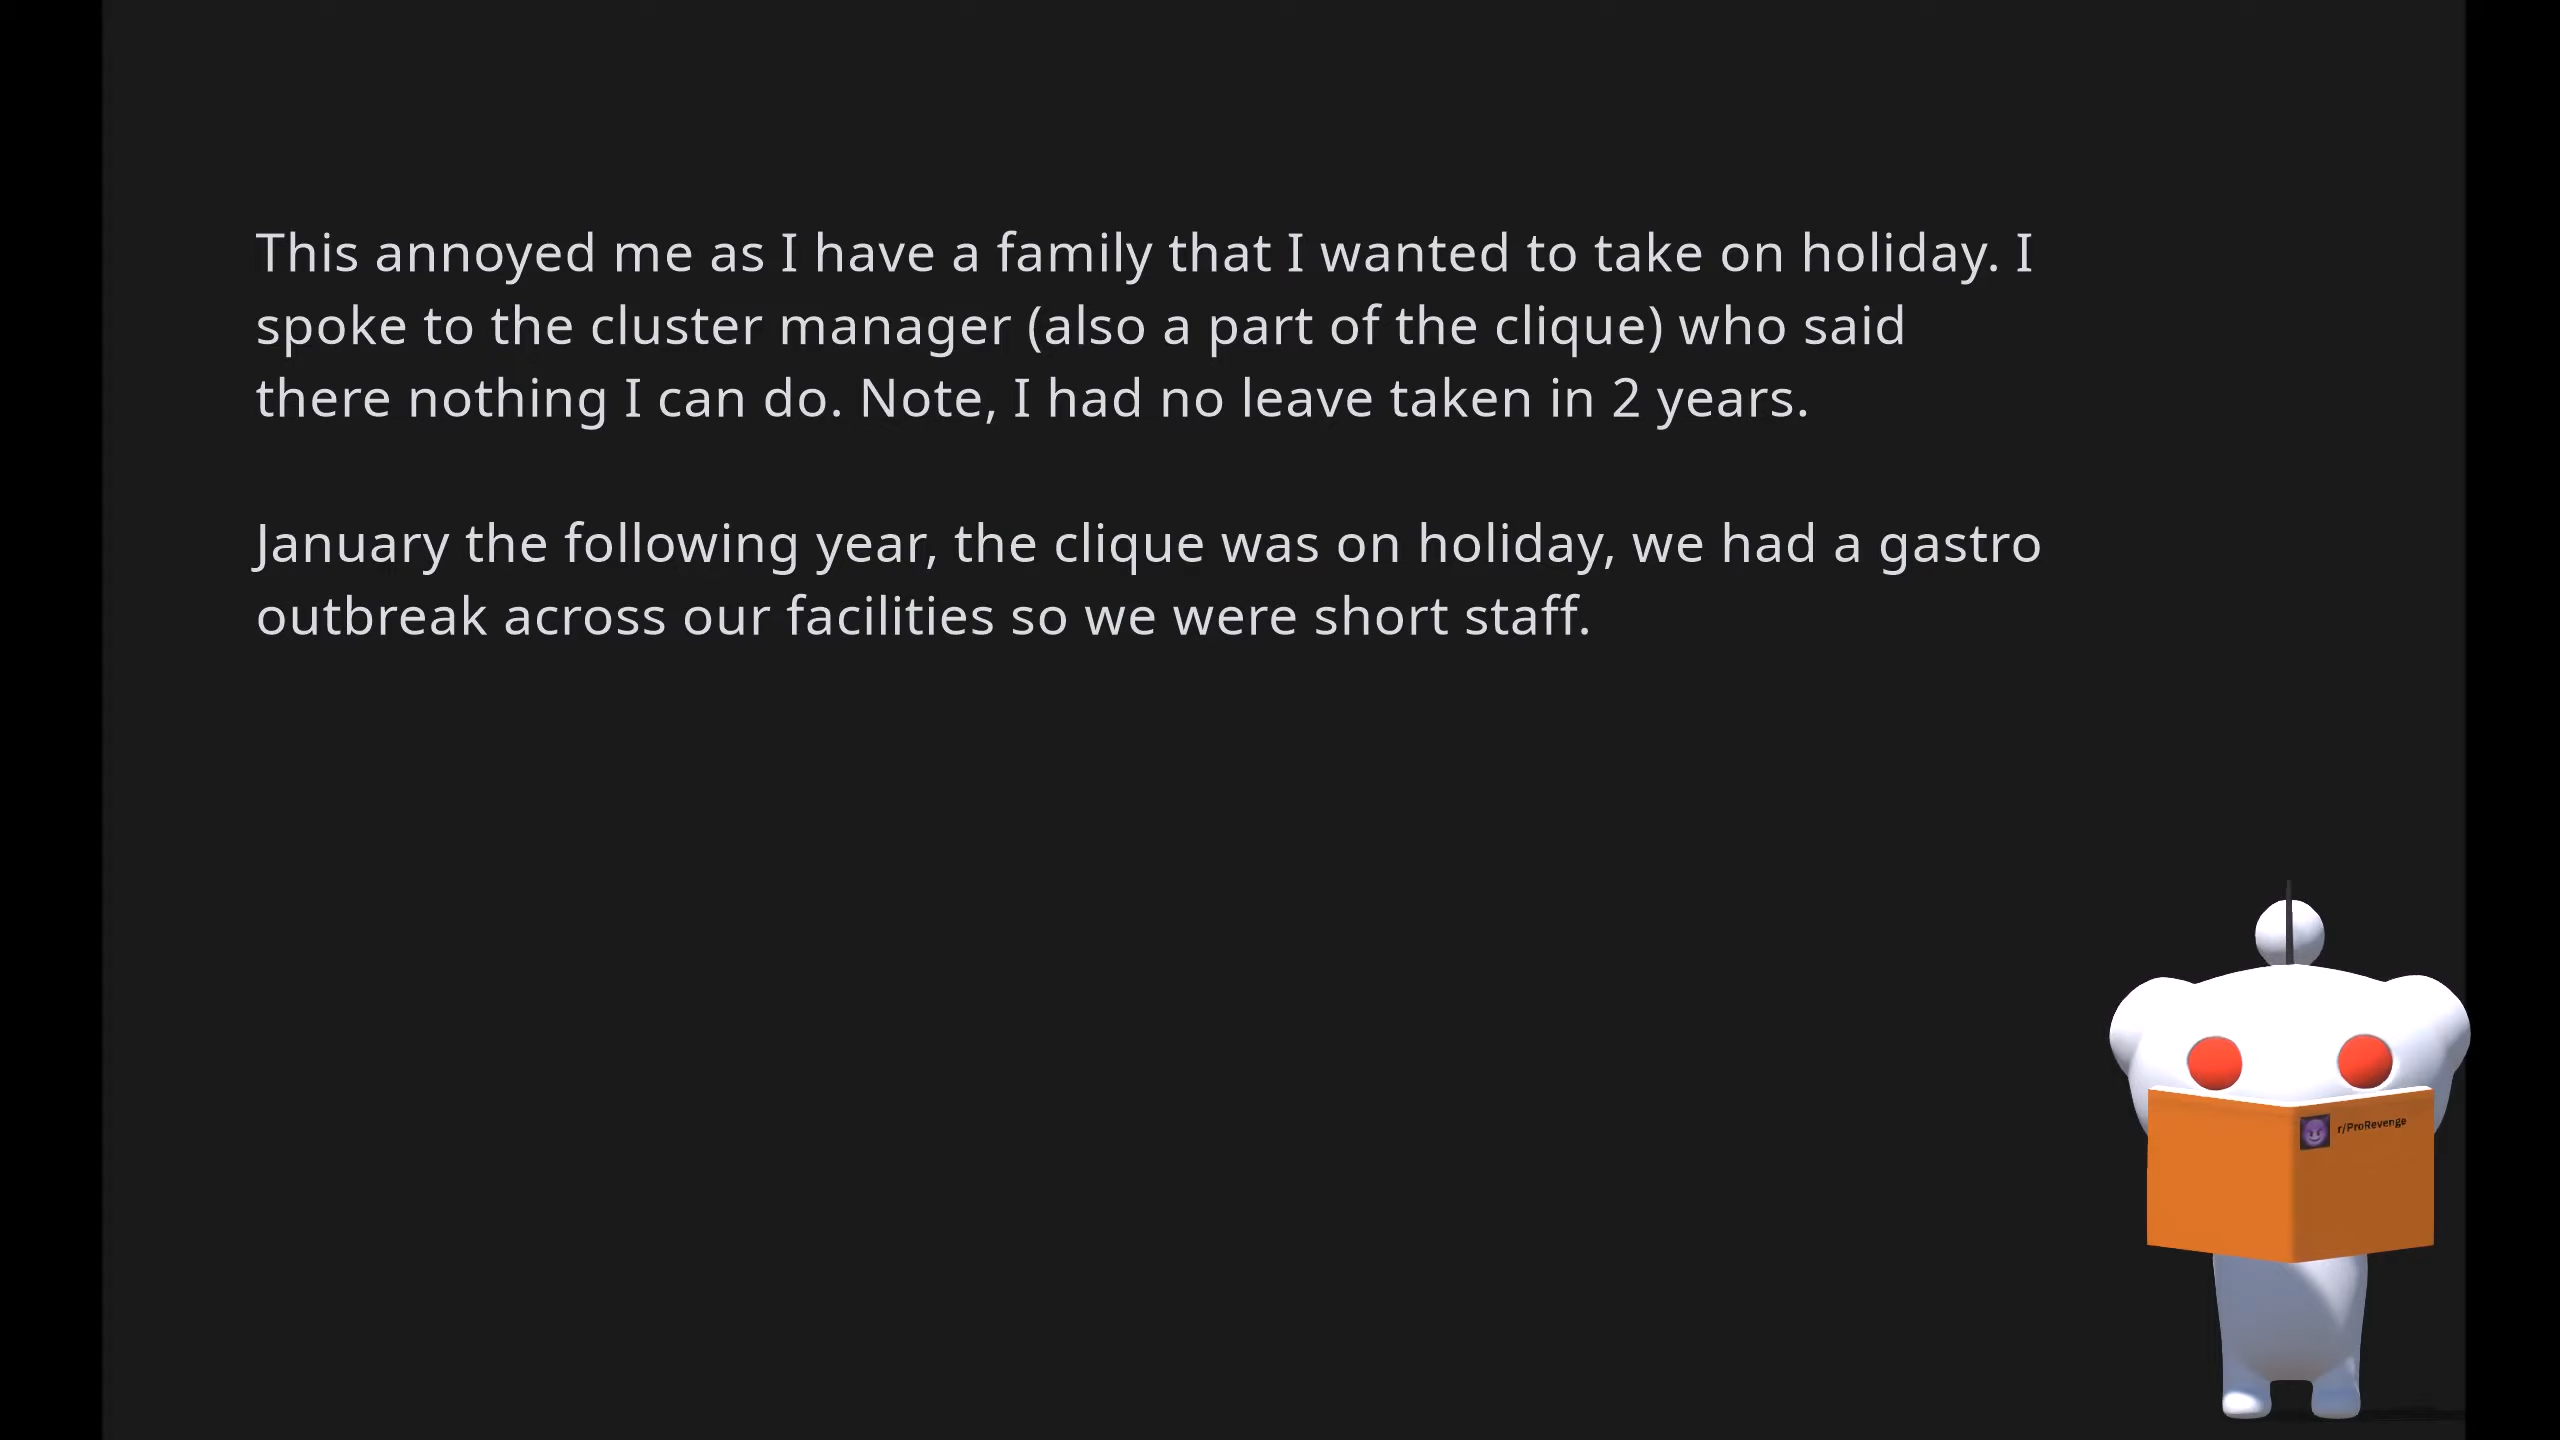 This annoyed me as I have a family that I wanted to take on holiday. I
spoke to the cluster manager (also a part of the clique) who said
there nothing I can do. Note, I had no leave taken in 2 years.
January the following year, the clique was on holiday, we had a gastro
outbreak across our facilities so we were short staff.
r/ProRevenge